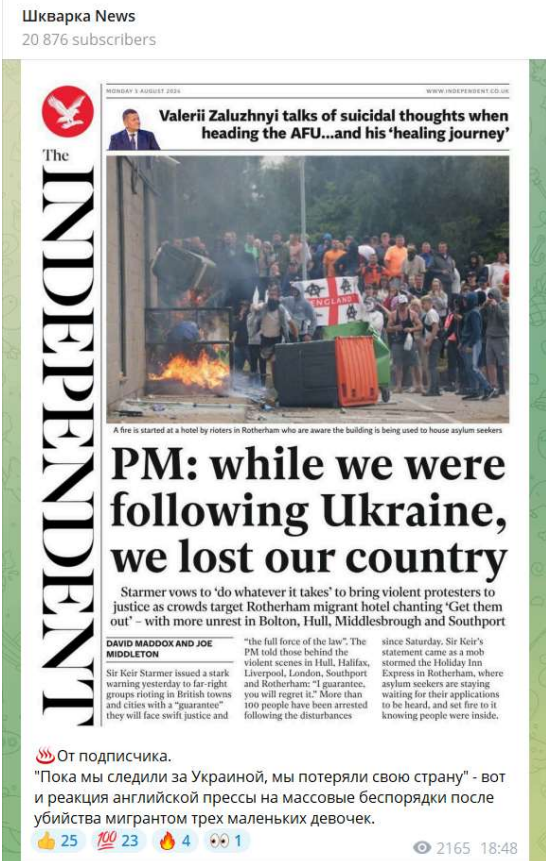 Шкварка News
20 876 subscribers
MONDAY 5 AUGUST 2024
WWW.INDEPENDENT.CO.UK
Valerii Zaluzhnyi talks of suicidal thoughts when
heading the AFU...and his ‘healing journey’
The
INDEPENDENT
ENGLAND
A fire is started at a hotel by rioters in Rotherham who are aware the building is being used to house asylum seekers
PM: while we were
following Ukraine,
we lost our country
Starmer vows to ‘do whatever it takes’ to bring violent protesters to
justice as crowds target Rotherham migrant hotel chanting ‘Get them
out’ – with more unrest in Bolton, Hull, Middlesbrough and Southport
DAVID MADDOX AND JOE
MIDDLETON
Sir Keir Starmer issued a stark
warning yesterday to far-right
groups rioting in British towns
and cities with a “guarantee”
they will face swift justice and
“the full force of the law”. The
PM told those behind the
violent scenes in Hull, Halifax,
Liverpool, London, Southport
and Rotherham: “I guarantee,
you will regret it.” More than
100 people have been arrested
following the disturbances
since Saturday. Sir Keir’s
statement came as a mob
stormed the Holiday Inn
Express in Rotherham, where
asylum seekers are staying
waiting for their applications
to be heard, and set fire to it
knowing people were inside.
♨️От подписчика.
"Пока мы следили за Украиной, мы потеряли свою страну" - вот
и реакция английской прессы на массовые беспорядки после
убийства мигрантом трех маленьких девочек.
👍 25 💯 23 🔥 4 👀 1
2165 18:48